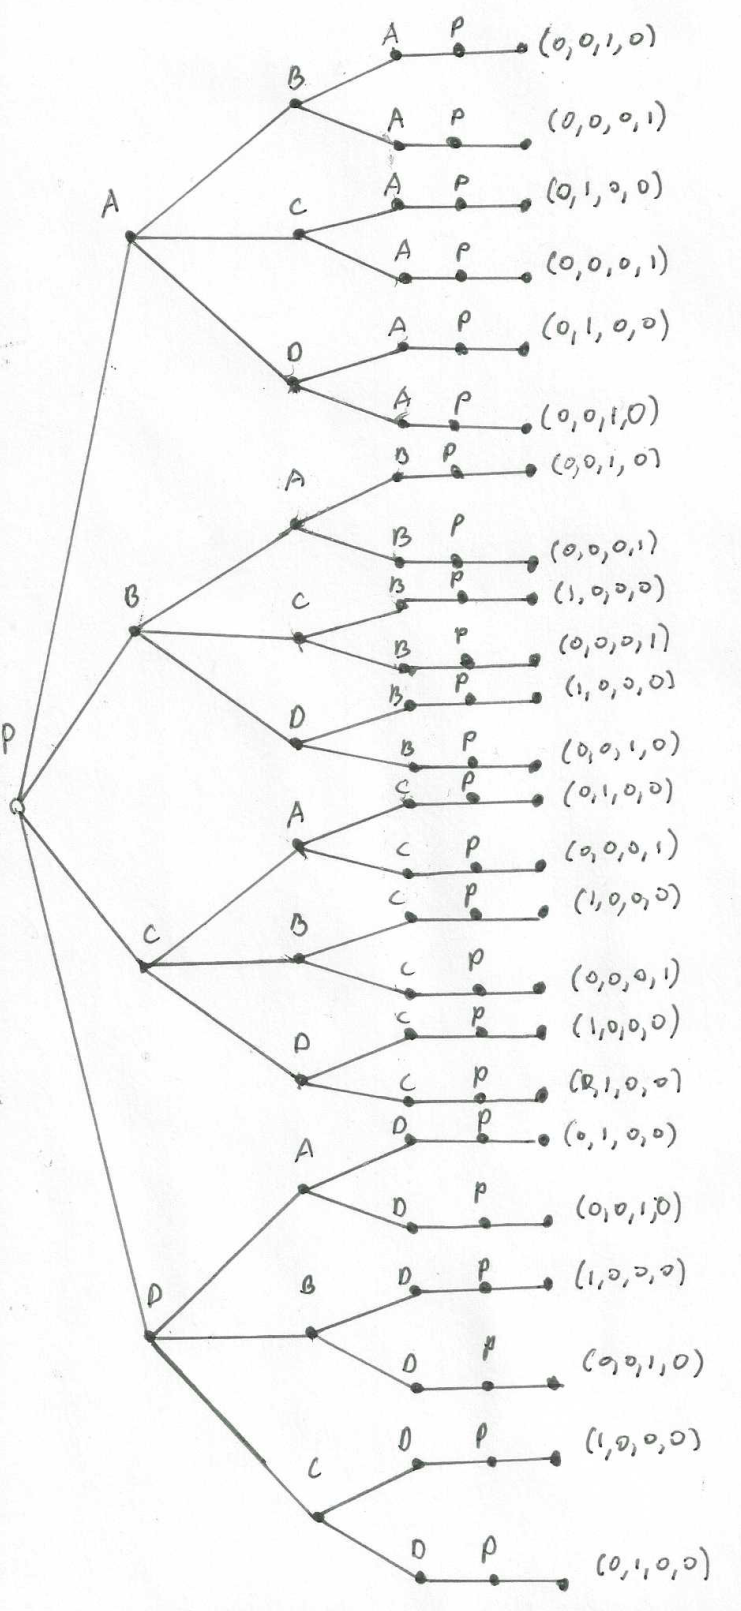 A P (0,0,1,0)
B
A P (0,0,0,1)
A P (0,1,0,0)
A C
A P (0,0,0,1)
A P (0,1,0,0)
D
A P (0,0,1,0)
B P (0,0,1,0)
A
B P (0,0,0,1)
B P (1,0,0,0)
B C
B P (0,0,0,1)
B P (1,0,0,0)
D
B P (0,0,1,0)
P
C P (0,1,0,0)
A
C P (0,0,0,1)
C P (1,0,0,0)
C B
C P (0,0,0,1)
C P (1,0,0,0)
D
C P (0,1,0,0)
D P (0,1,0,0)
A
D P (0,0,1,0)
D P (1,0,0,0)
D B
D P (0,0,1,0)
D P (1,0,0,0)
C
D P (0,1,0,0)